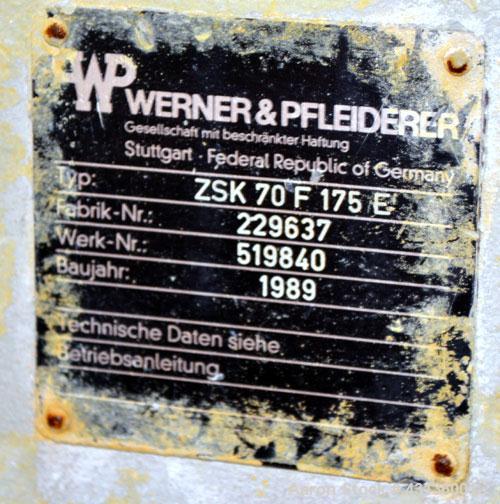 WP WERNER & PFLEIDERER
Gesellschaft mit beschränkter Haftung
Stuttgart · Federal Republic of Germany
Typ: ZSK 70 F 175 E
Fabrik-Nr.: 229637
Werk-Nr.: 519840
Baujahr: 1989
Technische Daten siehe
Betriebsanleitung